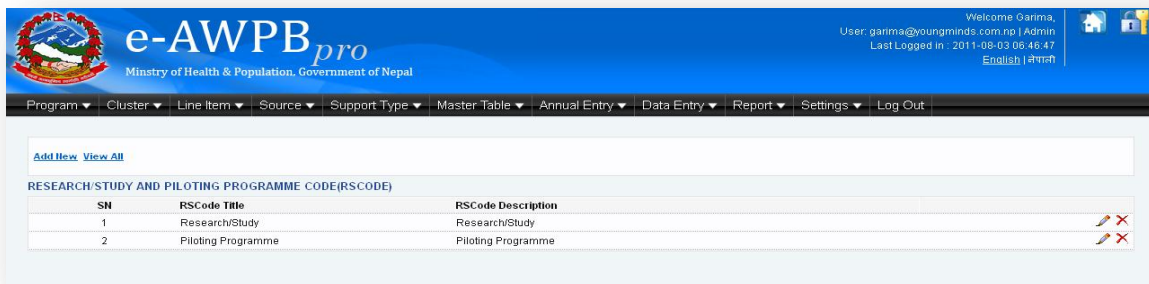 e-AWPB pro
Minstry of Health & Population, Government of Nepal
Welcome Garima,
User: garima@youngminds.com.np | Admin
Last Logged in : 2011-08-03 06:46:47
English | नेपाली
Program Cluster Line Item Source Support Type Master Table Annual Entry Data Entry Report Settings Log Out
Add New View All
RESEARCH/STUDY AND PILOTING PROGRAMME CODE(RSCODE)
SN RSCode Title RSCode Description
1 Research/Study Research/Study
2 Piloting Programme Piloting Programme